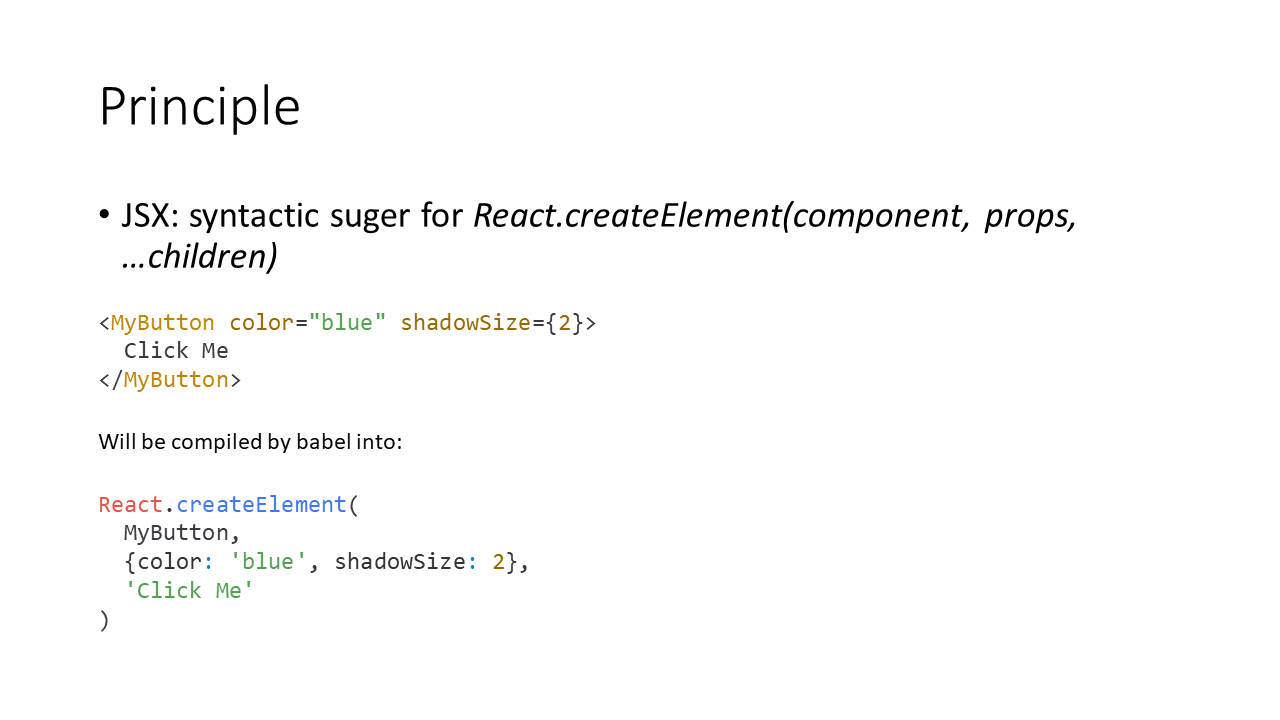 Principle
• JSX: syntactic suger for React.createElement(component, props,
…children)
<MyButton color="blue" shadowSize={2}>
  Click Me
</MyButton>
Will be compiled by babel into:
React.createElement(
  MyButton,
  {color: 'blue', shadowSize: 2},
  'Click Me'
)